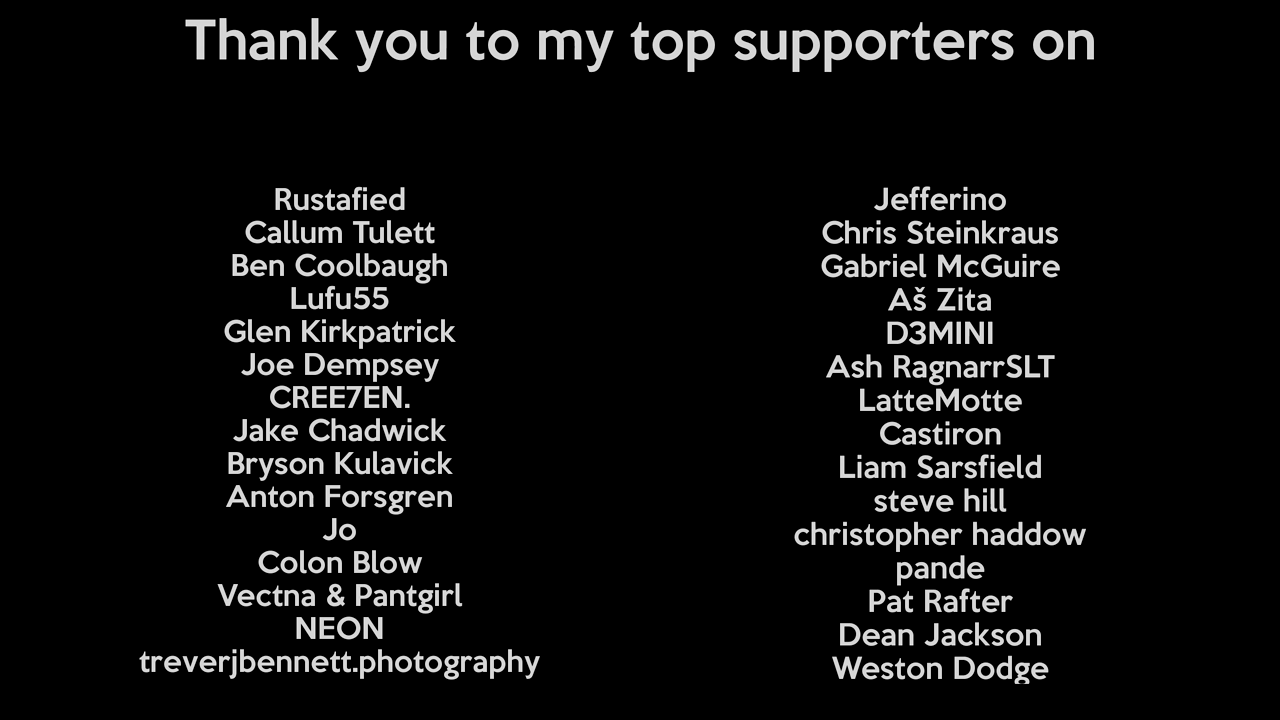 Thank you to my top supporters on
Rustafied
Callum Tulett
Ben Coolbaugh
Lufu55
Glen Kirkpatrick
Joe Dempsey
CREE7EN.
Jake Chadwick
Bryson Kulavick
Anton Forsgren
Jo
Colon Blow
Vectna & Pantgirl
NEON
treverjbennett.photography
Jefferino
Chris Steinkraus
Gabriel McGuire
Aš Zita
D3MINI
Ash RagnarrSLT
LatteMotte
Castiron
Liam Sarsfield
steve hill
christopher haddow
pande
Pat Rafter
Dean Jackson
Weston Dodge